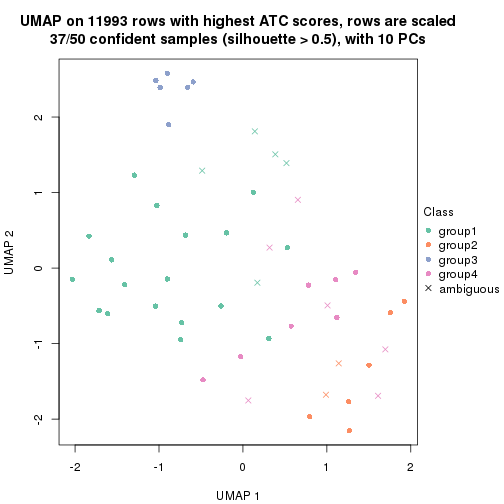 UMAP on 11993 rows with highest ATC scores, rows are scaled
37/50 confident samples (silhouette > 0.5), with 10 PCs
2
1
0
-1
-2
UMAP 2
-2
-1
0
1
2
UMAP 1
Class
group1
group2
group3
group4
ambiguous